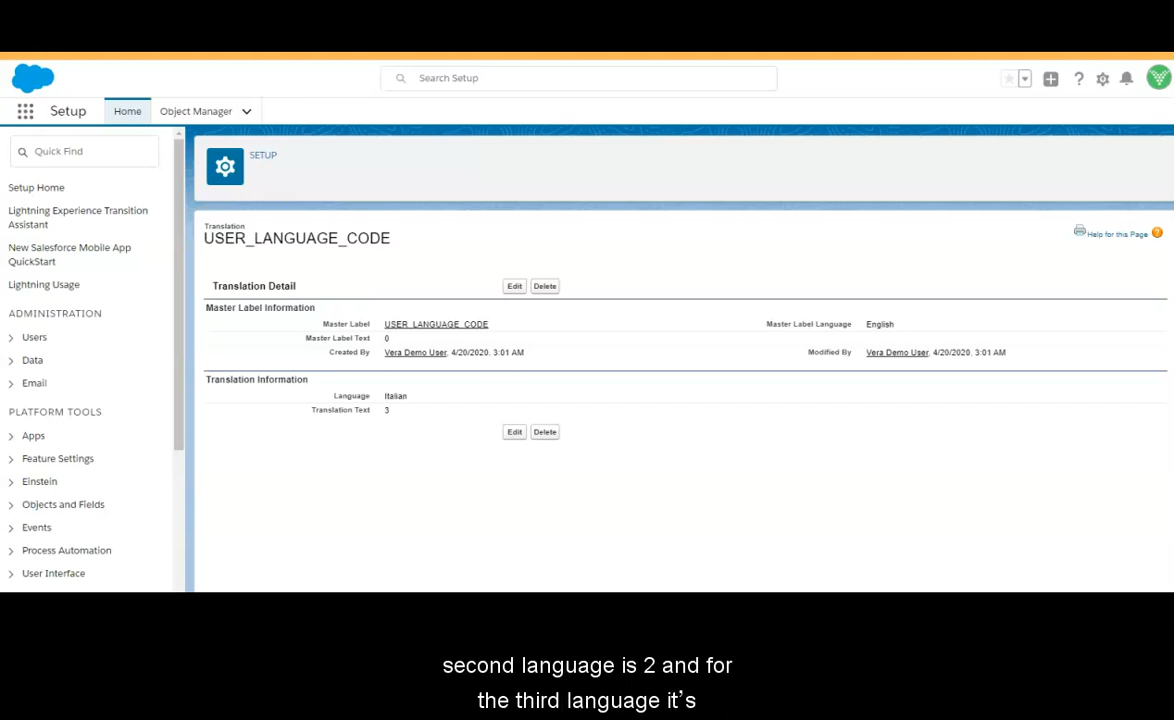 Search Setup
Setup
Home
Object Manager
Quick Find
Setup Home
Lightning Experience Transition
Assistant
New Salesforce Mobile App
QuickStart
Lightning Usage
ADMINISTRATION
Users
Data
Email
PLATFORM TOOLS
Apps
Feature Settings
Einstein
Objects and Fields
Events
Process Automation
User Interface
SETUP
Translation
USER_LANGUAGE_CODE
Help for this Page
Translation Detail
Edit Delete
Master Label Information
Master Label USER_LANGUAGE_CODE Master Label Language English
Master Label Text 0
Created By Vera Demo User, 4/20/2020, 3:01 AM Modified By Vera Demo User, 4/20/2020, 3:01 AM
Translation Information
Language Italian
Translation Text 3
Edit Delete
second language is 2 and for
the third language it’s